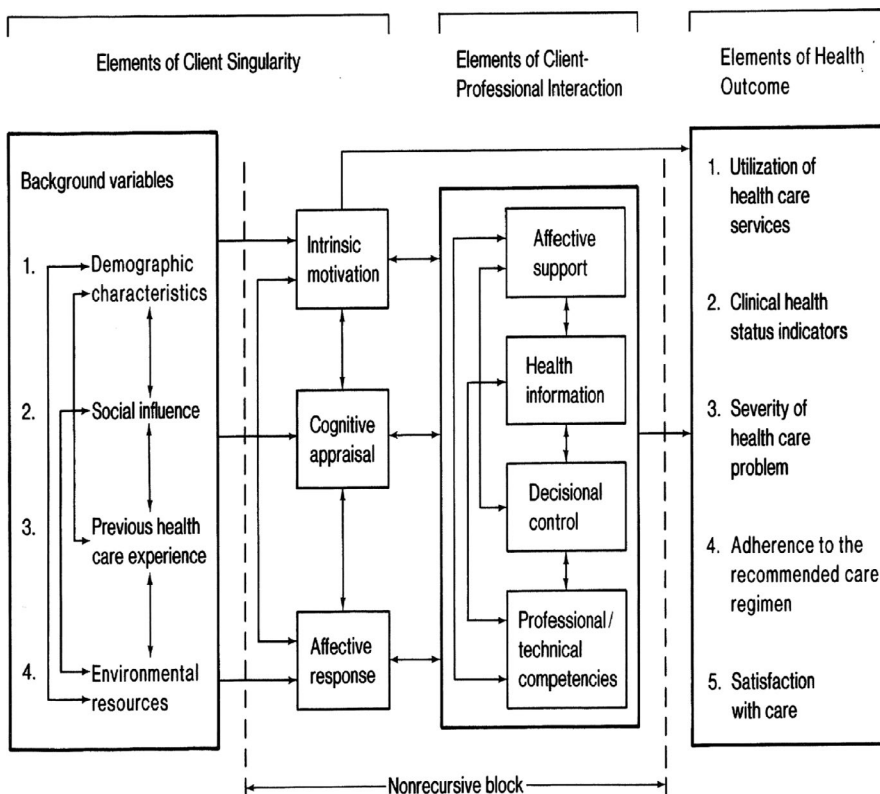 Elements of Client Singularity
Elements of Client-
Professional Interaction
Elements of Health
Outcome
Background variables
1. Demographic
characteristics
2. Social influence
3. Previous health
care experience
4. Environmental
resources
Intrinsic
motivation
Cognitive
appraisal
Affective
response
Affective
support
Health
information
Decisional
control
Professional/
technical
competencies
1. Utilization of
health care
services
2. Clinical health
status indicators
3. Severity of
health care
problem
4. Adherence to the
recommended care
regimen
5. Satisfaction
with care
Nonrecursive block